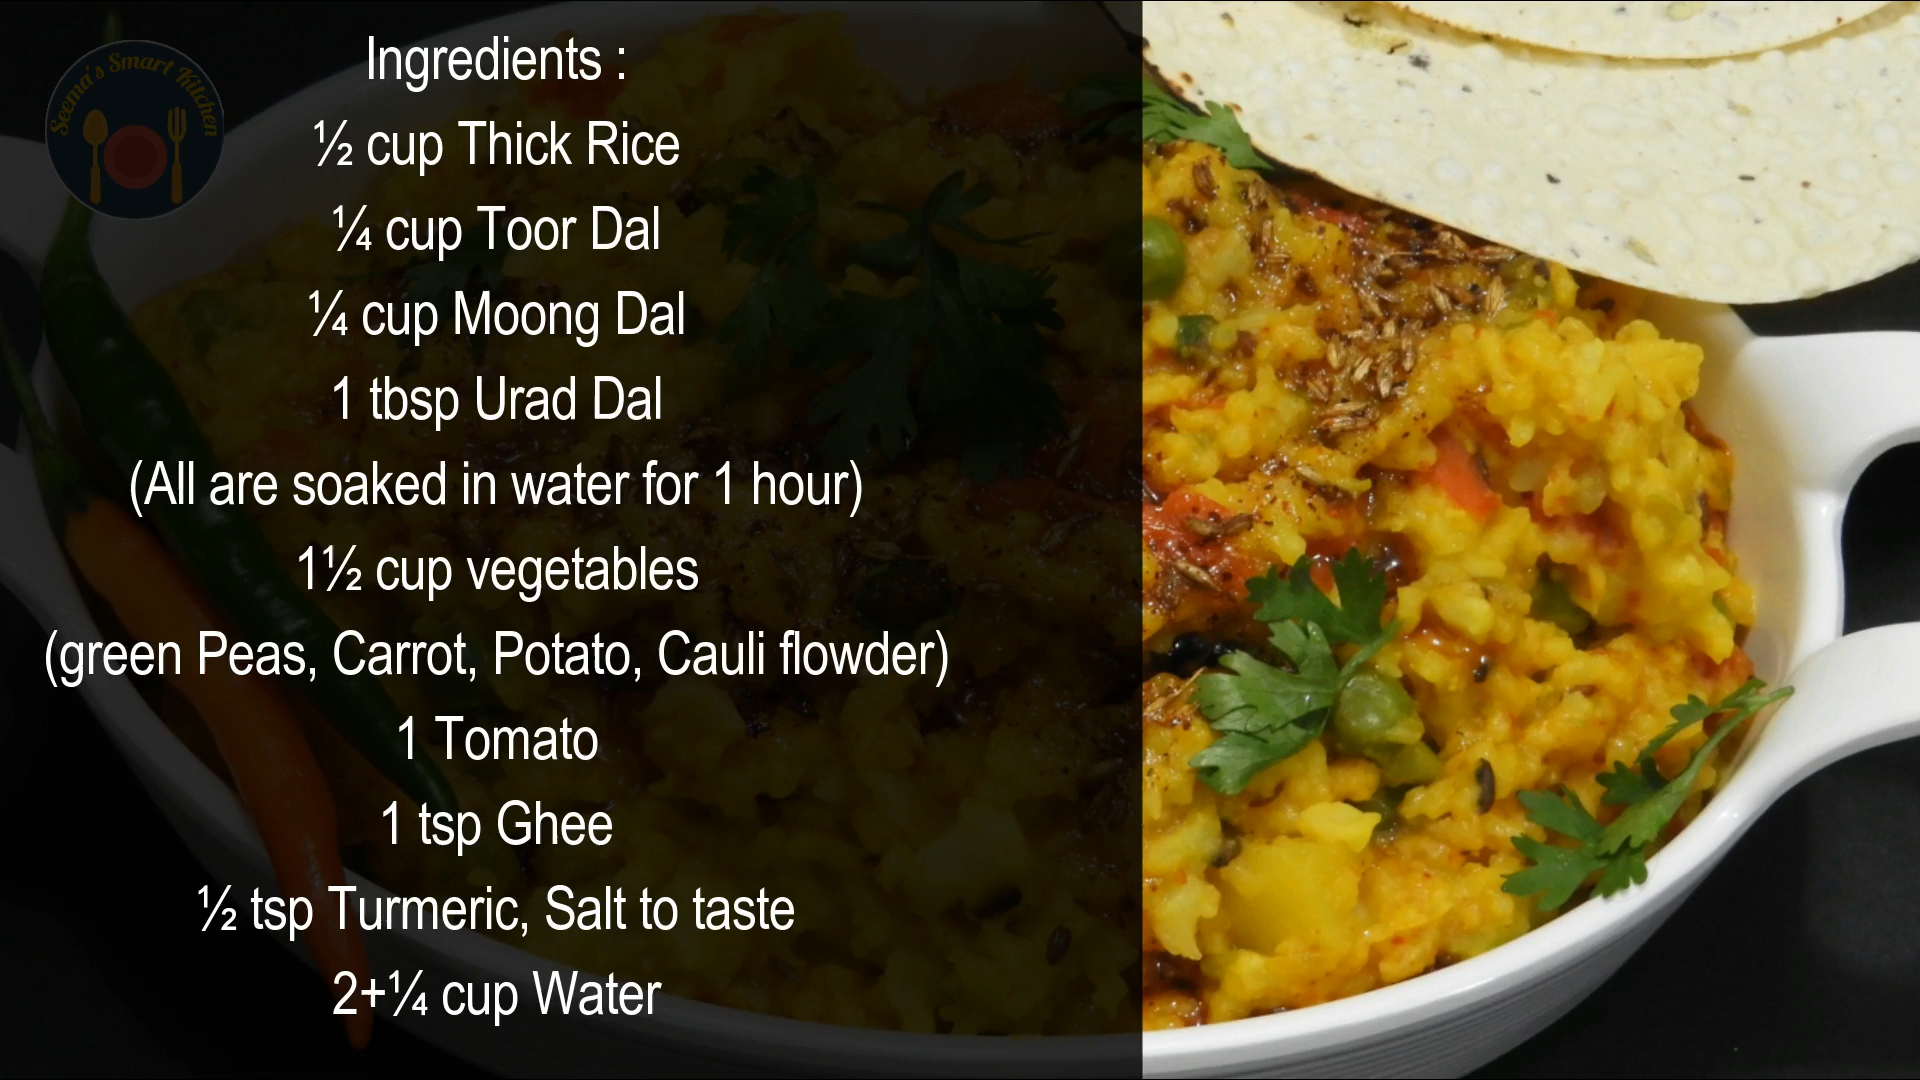 Seema's Smart Kitchen
Ingredients :
½ cup Thick Rice
¼ cup Toor Dal
¼ cup Moong Dal
1 tbsp Urad Dal
(All are soaked in water for 1 hour)
1½ cup vegetables
(green Peas, Carrot, Potato, Cauli flowder)
1 Tomato
1 tsp Ghee
½ tsp Turmeric, Salt to taste
2+¼ cup Water